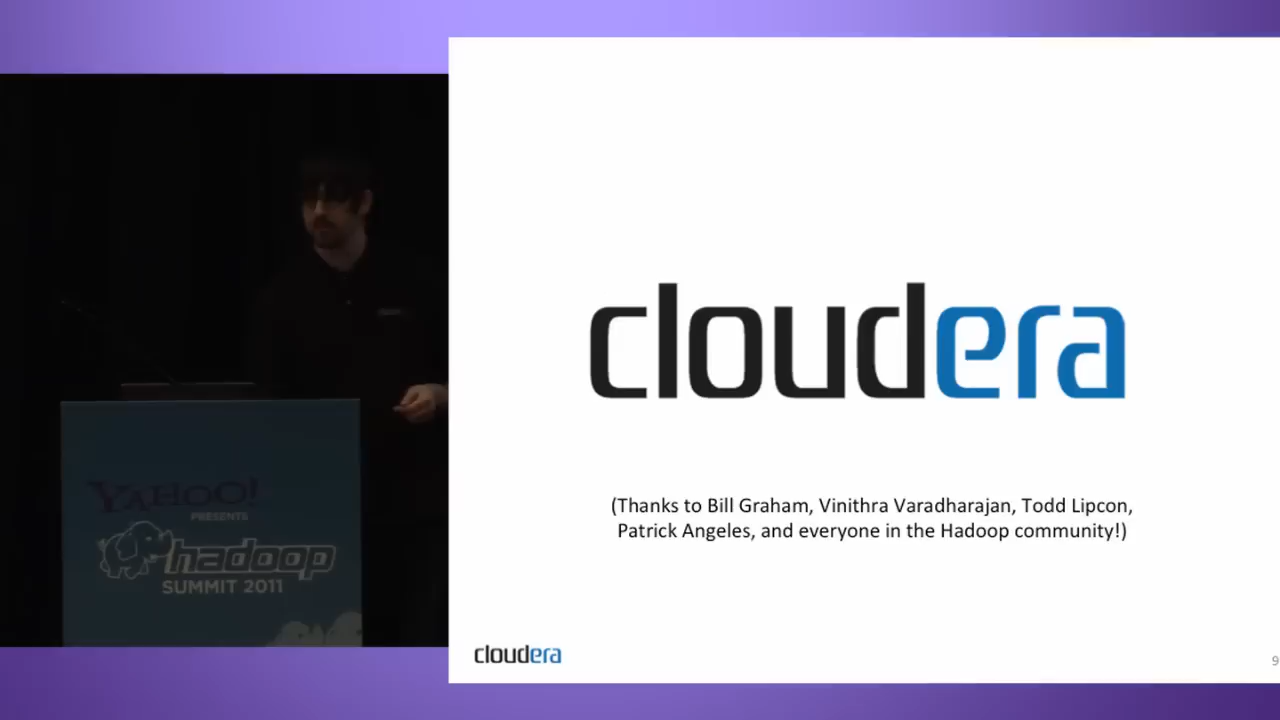 YAHOO!
PRESENTS
hadoop
SUMMIT 2011
cloudera
(Thanks to Bill Graham, Vinithra Varadharajan, Todd Lipcon,
Patrick Angeles, and everyone in the Hadoop community!)
cloudera
9